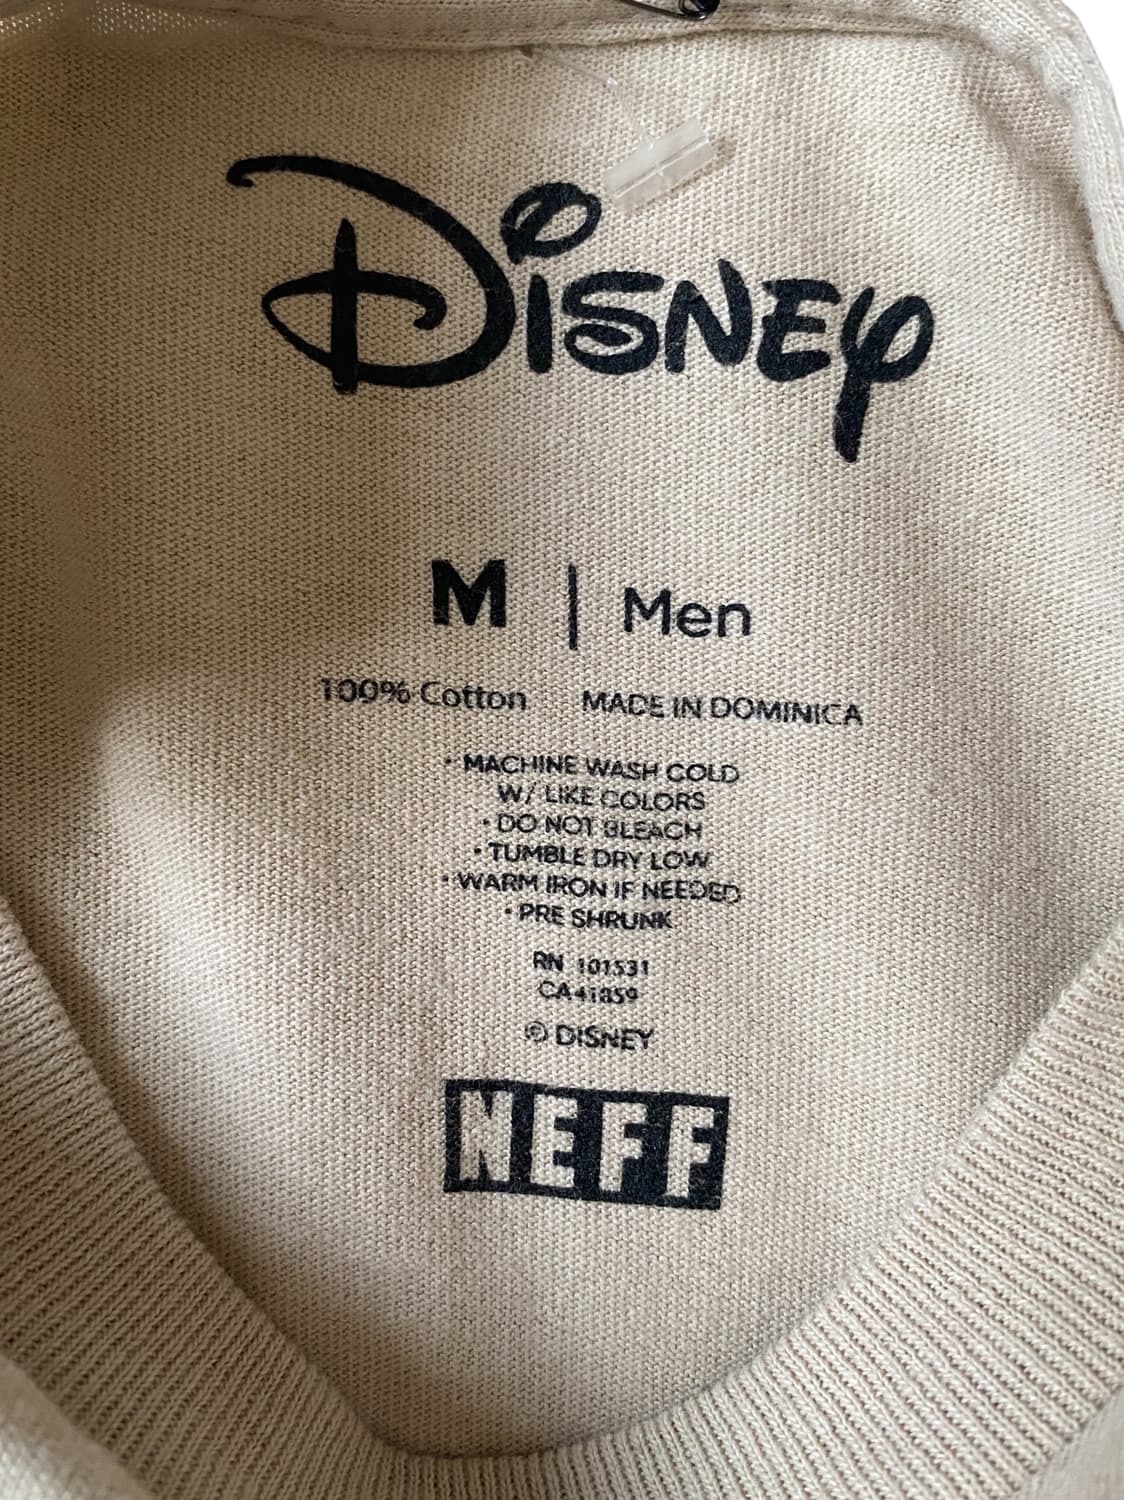 Disney
M | Men
100% Cotton MADE IN DOMINICA
• MACHINE WASH COLD
W/ LIKE COLORS
• DO NOT BLEACH
• TUMBLE DRY LOW
• WARM IRON IF NEEDED
• PRE SHRUNK
RN 101531
CA41859
© DISNEY
NEFF